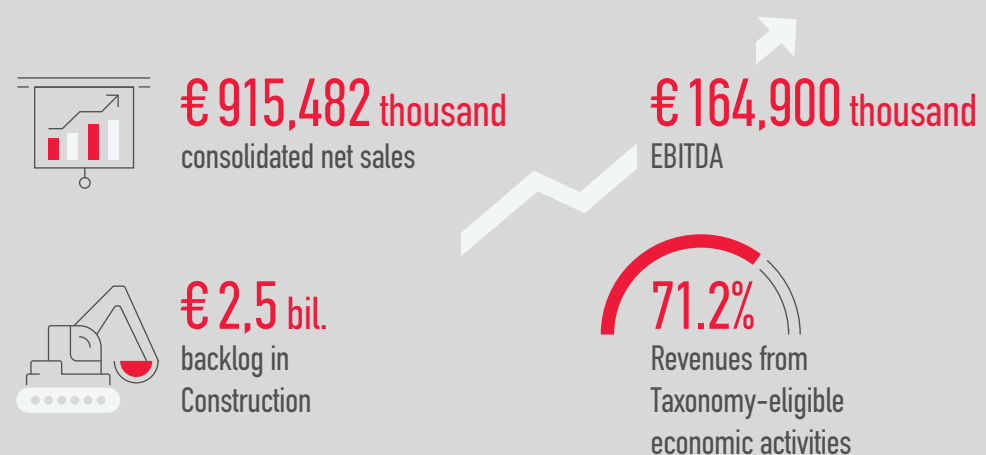 € 915,482 thousand
consolidated net sales
€ 164,900 thousand
EBITDA
€ 2,5 bil.
backlog in
Construction
71.2%
Revenues from
Taxonomy-eligible
economic activities